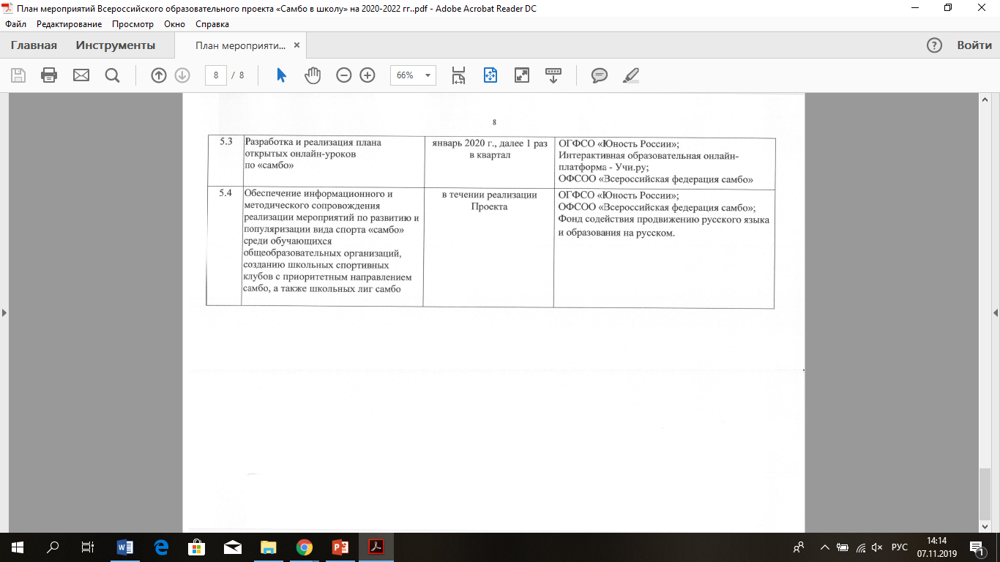 План мероприятий Всероссийского образовательного проекта «Самбо в школу» на 2020-2022 гг..pdf - Adobe Acrobat Reader DC
Файл Редактирование Просмотр Окно Справка
Главная Инструменты План мероприяти... × Войти
8 / 8 66%
8
5.3
Разработка и реализация плана
открытых онлайн-уроков
по «самбо»
январь 2020 г., далее 1 раз
в квартал
ОГФСО «Юность России»;
Интерактивная образовательная онлайн-
платформа - Учи.ру;
ОФСОО «Всероссийская федерация самбо»
5.4
Обеспечение информационного и
методического сопровождения
реализации мероприятий по развитию и
популяризации вида спорта «самбо»
среди обучающихся
общеобразовательных организаций,
созданию школьных спортивных
клубов с приоритетным направлением
самбо, а также школьных лиг самбо
в течении реализации
Проекта
ОГФСО «Юность России»;
ОФСОО «Всероссийская федерация самбо»;
Фонд содействия продвижению русского языка
и образования на русском.
РУС
14:14
07.11.2019
1